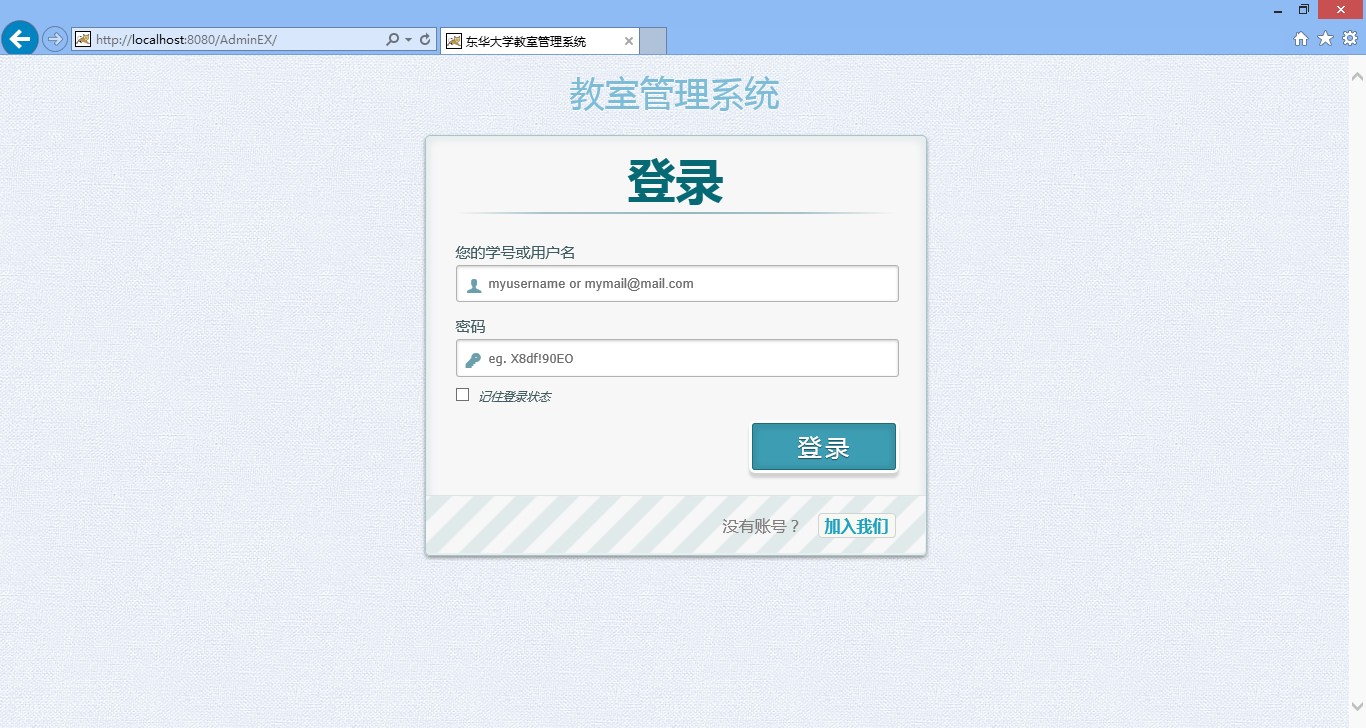 http://localhost:8080/AdminEX/
东华大学教室管理系统
教室管理系统
登录
您的学号或用户名
myusername or mymail@mail.com
密码
eg. X8df!90EO
记住登录状态
登录
没有账号？ 加入我们